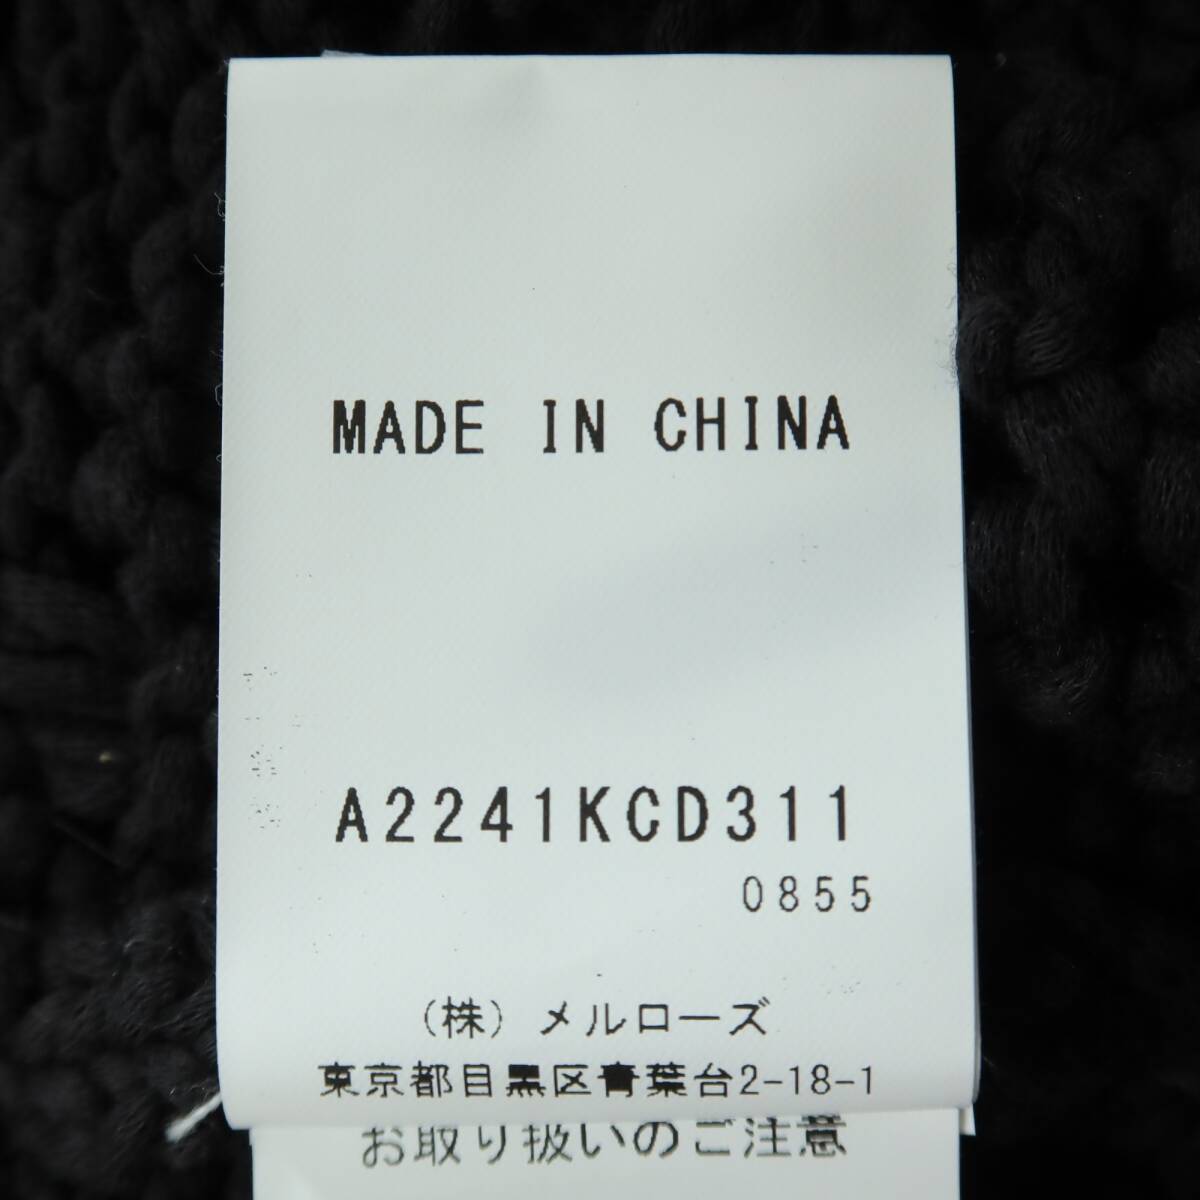 MADE IN CHINA
A2241KCD311
0855
(株) メルローズ
東京都目黒区青葉台2-18-1
お取り扱いのご注意